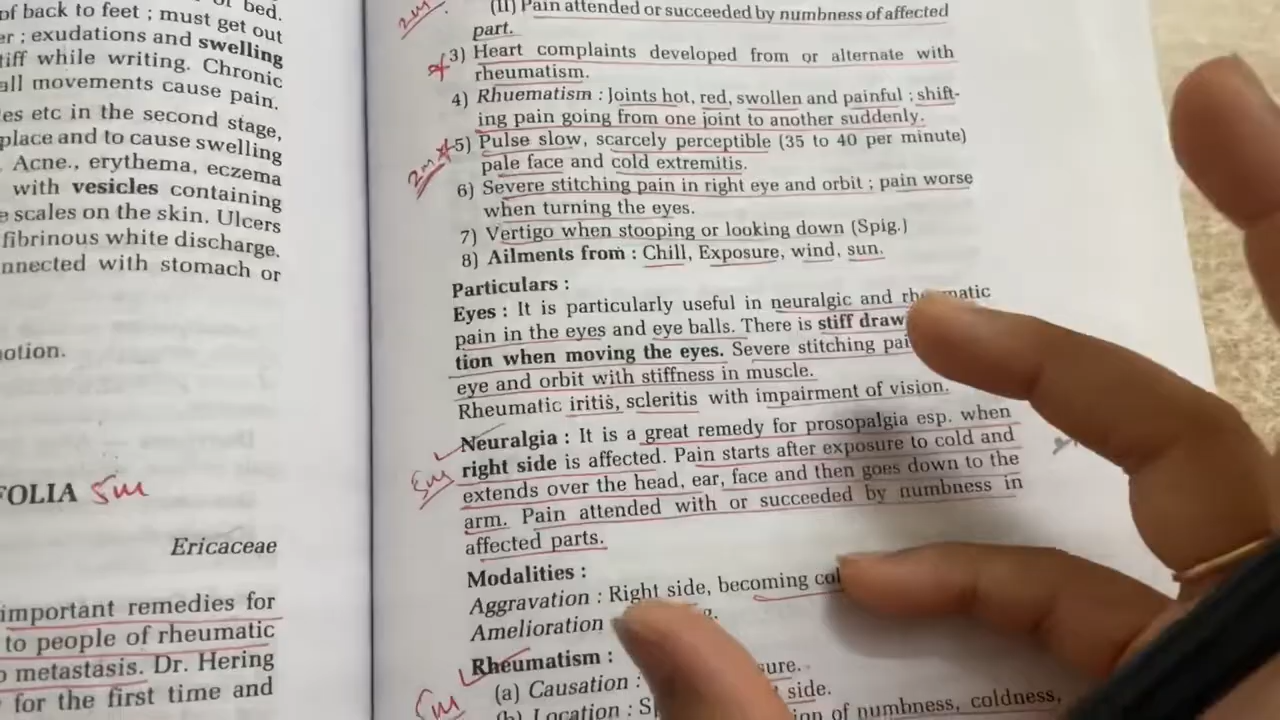 of bed.
of back to feet ; must get out
er ; exudations and swelling
tiff while writing. Chronic
all movements cause pain.
es etc in the second stage,
place and to cause swelling
. Acne., erythema, eczema
with vesicles containing
e scales on the skin. Ulcers
fibrinous white discharge.
nnected with stomach or
otion.
FOLIA 5m
Ericaceae
important remedies for
to people of rheumatic
o metastasis. Dr. Hering
for the first time and
2m
(II) Pain attended or succeeded by numbness of affected
part.
3) Heart complaints developed from or alternate with
rheumatism.
4) Rhuematism : Joints hot, red, swollen and painful ; shift-
ing pain going from one joint to another suddenly.
2m 5) Pulse slow, scarcely perceptible (35 to 40 per minute)
pale face and cold extremitis.
6) Severe stitching pain in right eye and orbit ; pain worse
when turning the eyes.
7) Vertigo when stooping or looking down (Spig.)
8) Ailments from : Chill, Exposure, wind, sun.
Particulars :
Eyes : It is particularly useful in neuralgic and rh matic
pain in the eyes and eye balls. There is stiff draw
tion when moving the eyes. Severe stitching pai
eye and orbit with stiffness in muscle.
Rheumatic iritis, scleritis with impairment of vision.
Neuralgia : It is a great remedy for prosopalgia esp. when
5m right side is affected. Pain starts after exposure to cold and
extends over the head, ear, face and then goes down to the
arm. Pain attended with or succeeded by numbness in
affected parts.
Modalities :
Aggravation : Right side, becoming col
Amelioration
Rheumatism :
5m (a) Causation : sure.
(b) Location : S side.
ion of numbness, coldness,